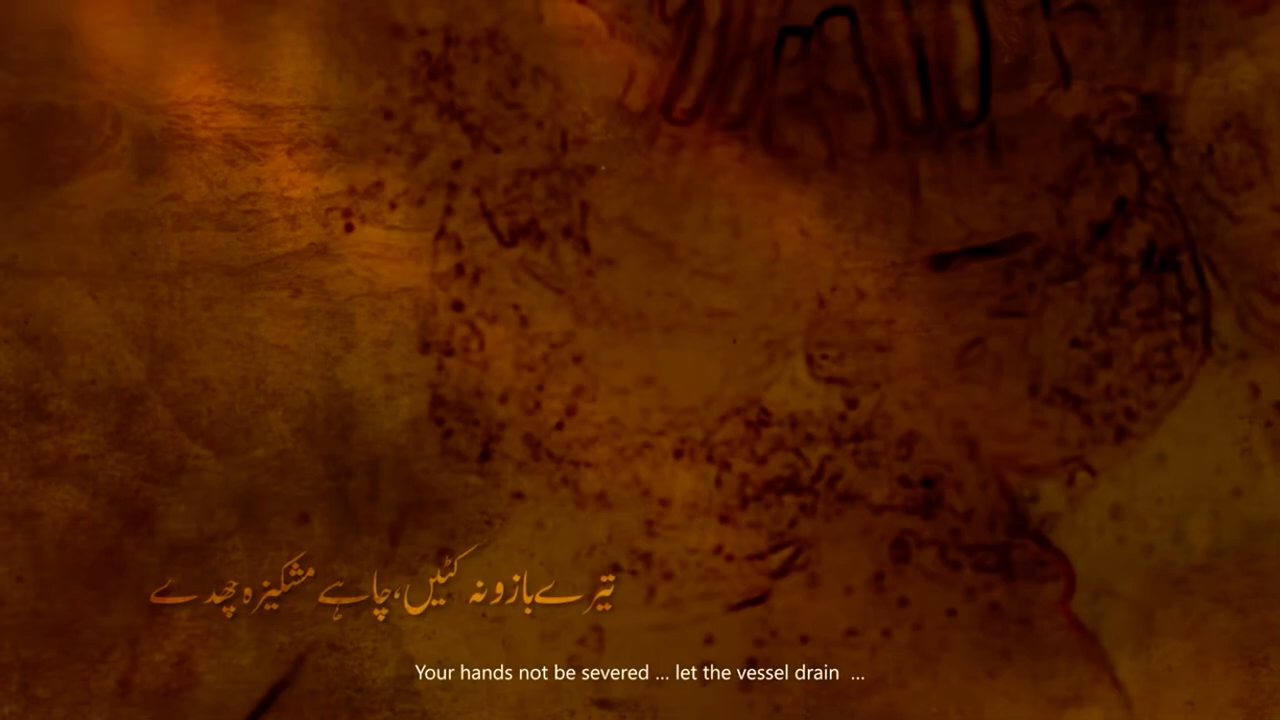 تیرے بازو نہ کٹیں، چاہے مشکیزہ چھدے
Your hands not be severed ... let the vessel drain ...